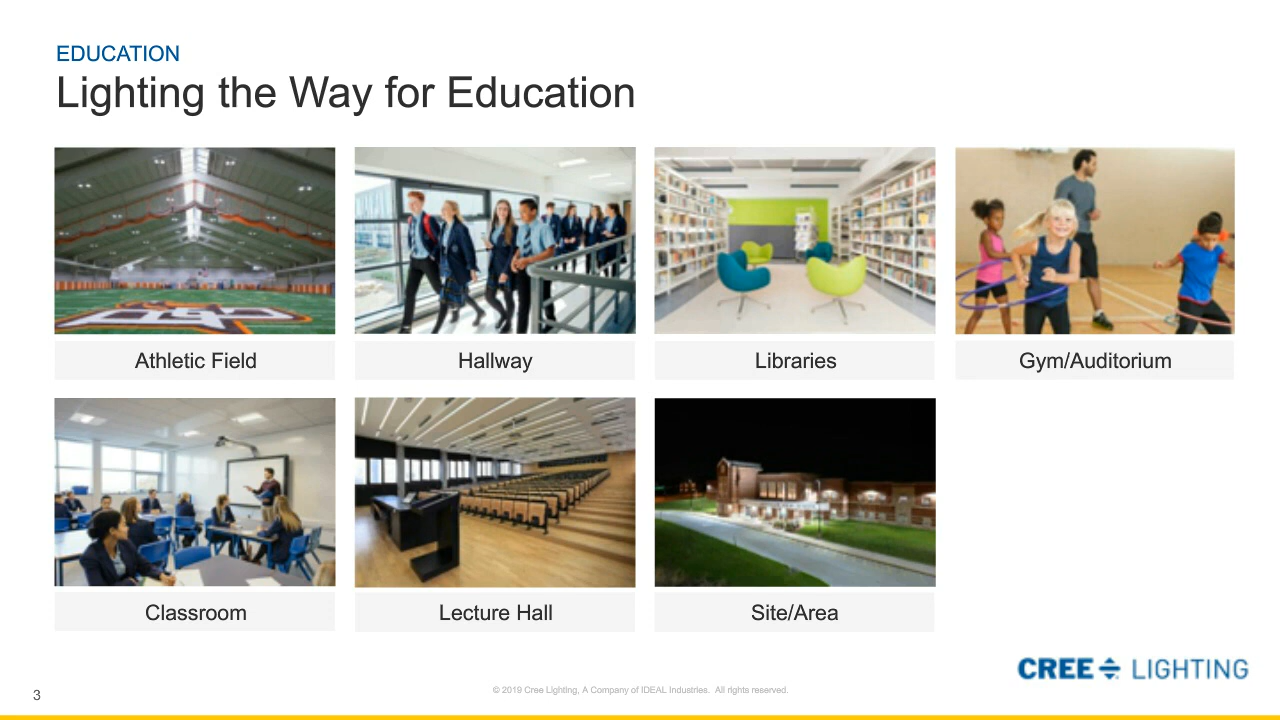 EDUCATION
Lighting the Way for Education
Athletic Field
Hallway
Libraries
Gym/Auditorium
Classroom
Lecture Hall
Site/Area
CREE LIGHTING
3
© 2019 Cree Lighting, A Company of IDEAL Industries. All rights reserved.